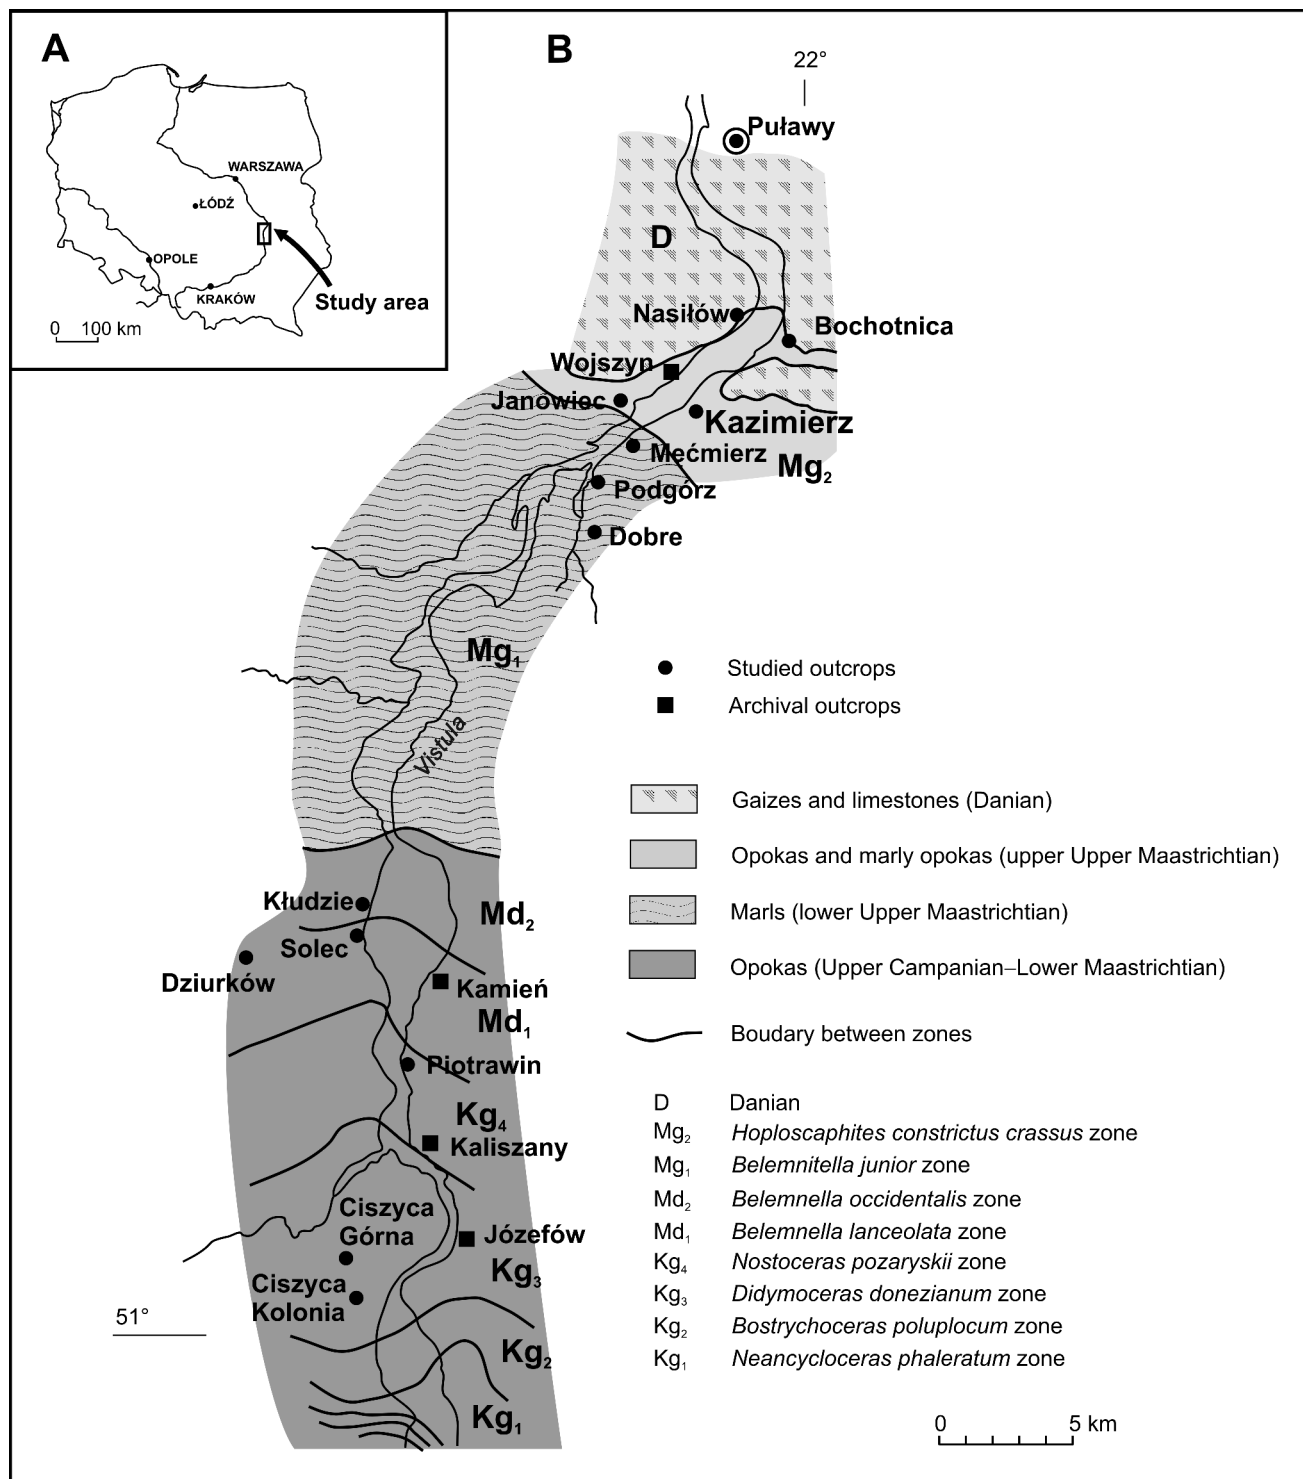 A
WARSZAWA
ŁÓDŹ
OPOLE
KRAKÓW
Study area
0 100 km
B
22°
Puławy
D
Nasiłów
Bochotnica
Wojszyn
Janowiec
Kazimierz
Męćmierz
Mg2
Podgórz
Dobre
Mg1
Vistula
Kłudzie
Md2
Solec
Dziurków
Kamień
Md1
Piotrawin
Kg4
Kaliszany
Ciszyca
Górna
Józefów
Kg3
Ciszyca
Kolonia
51°
Kg2
Kg1
Studied outcrops
Archival outcrops
Gaizes and limestones (Danian)
Opokas and marly opokas (upper Upper Maastrichtian)
Marls (lower Upper Maastrichtian)
Opokas (Upper Campanian–Lower Maastrichtian)
Boudary between zones
D Danian
Mg2 Hoploscaphites constrictus crassus zone
Mg1 Belemnitella junior zone
Md2 Belemnella occidentalis zone
Md1 Belemnella lanceolata zone
Kg4 Nostoceras pozaryskii zone
Kg3 Didymoceras donezianum zone
Kg2 Bostrychoceras poluplocum zone
Kg1 Neancycloceras phaleratum zone
0 5 km